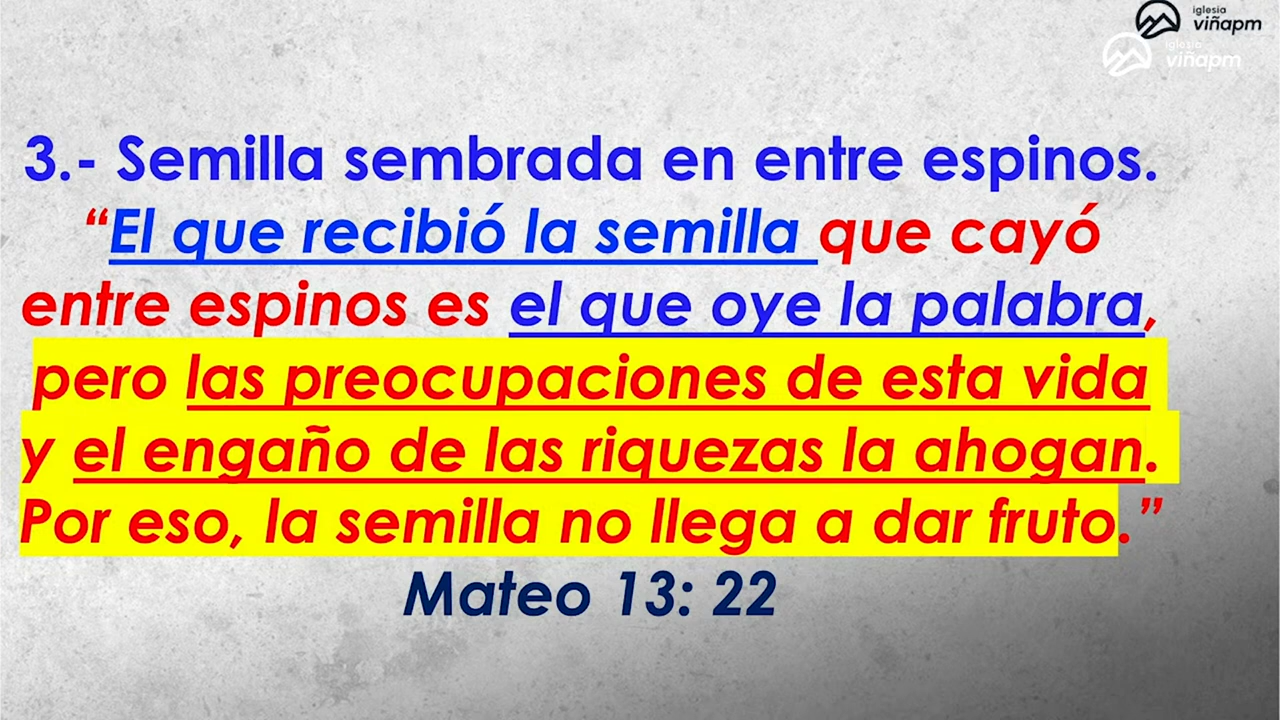 iglesia
viñapm
iglesia
viñapm
3.- Semilla sembrada en entre espinos.
“El que recibió la semilla que cayó
entre espinos es el que oye la palabra,
pero las preocupaciones de esta vida
y el engaño de las riquezas la ahogan.
Por eso, la semilla no llega a dar fruto.”
Mateo 13: 22